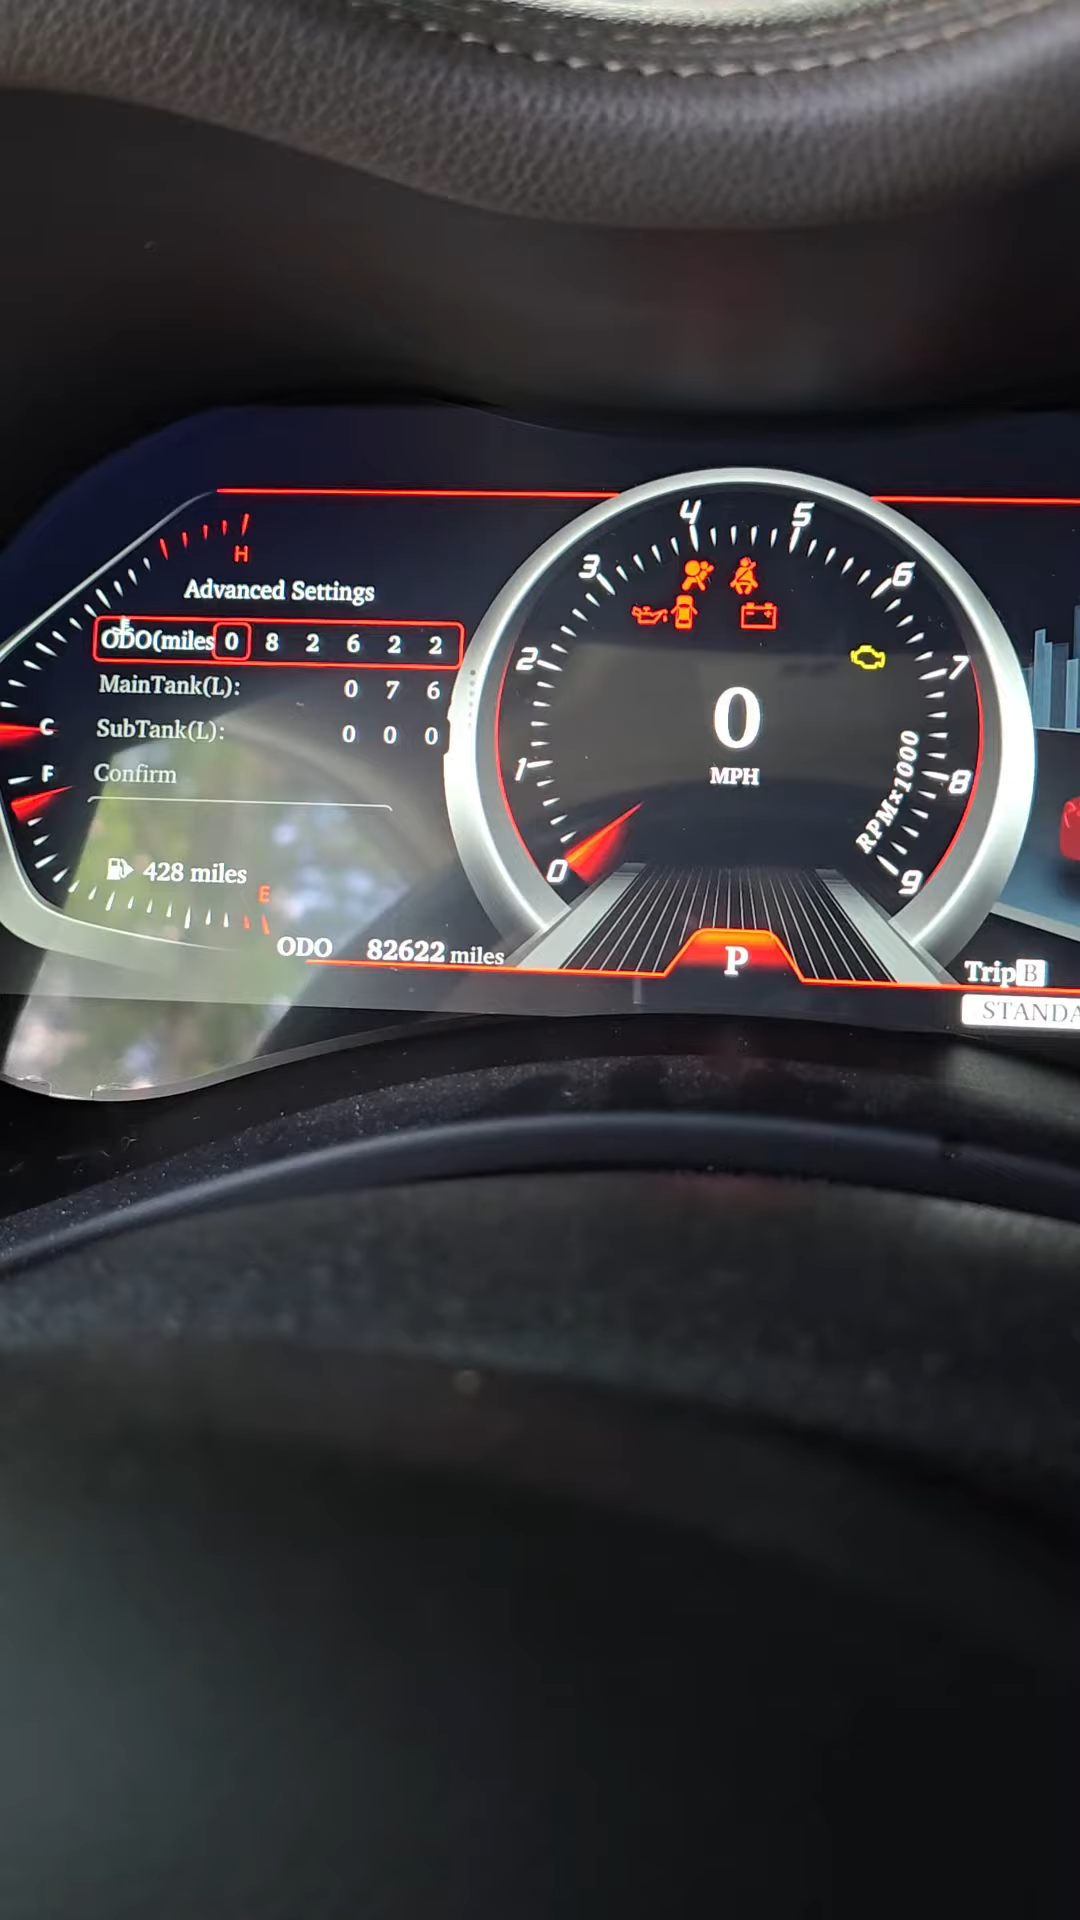 H
Advanced Settings
ODO(miles 0 8 2 6 2 2
MainTank(L): 0 7 6
SubTank(L): 0 0 0
Confirm
C
F
428 miles
E
ODO 82622 miles
0
1
2
3
4
5
6
7
8
9
RPMx1000
0
MPH
P
Trip B
STANDA